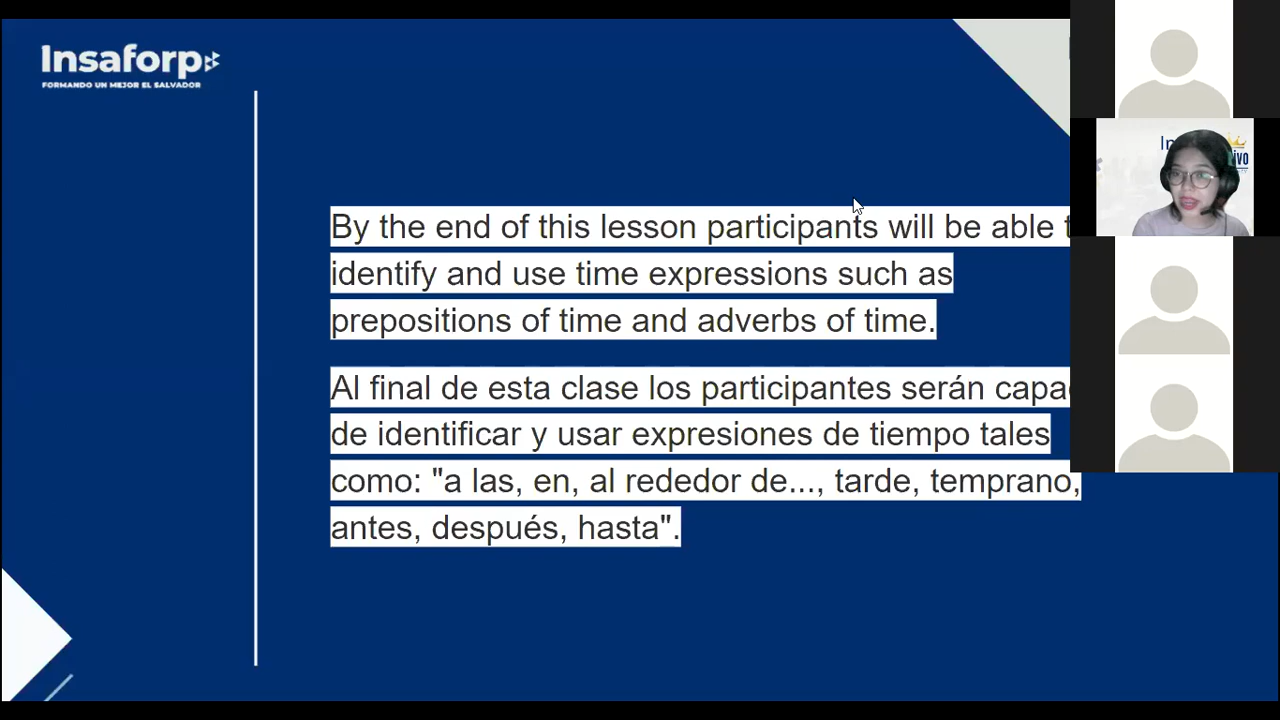 Insaforp
FORMANDO UN MEJOR EL SALVADOR
By the end of this lesson participants will be able
identify and use time expressions such as
prepositions of time and adverbs of time.
Al final de esta clase los participantes serán
de identificar y usar expresiones de tiempo tales
como: "a las, en, al rededor de..., tarde, temprano,
antes, después, hasta".